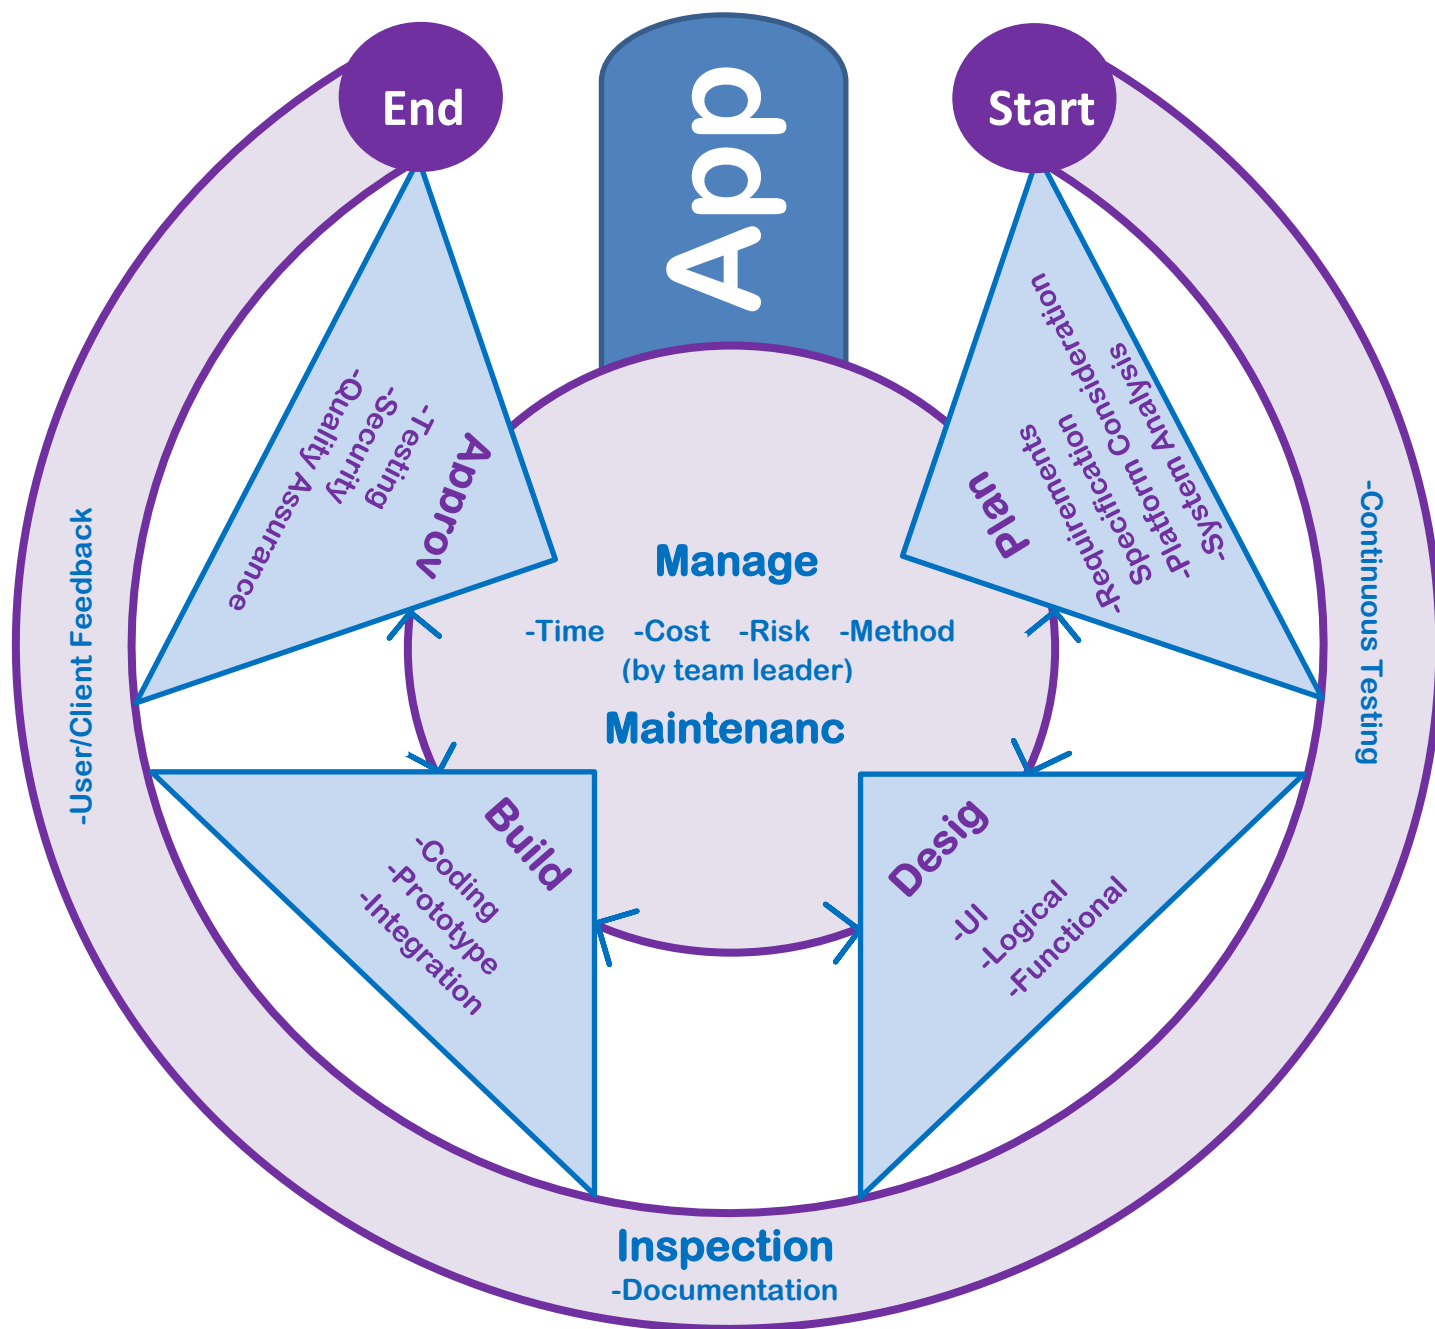 End
App
Start
Plan
-Requirements
Specification
-Platform Consideration
-System Analysis
Approv
-Testing
-Security
-Quality Assurance
Manage
-Time -Cost -Risk -Method
(by team leader)
Maintenanc
Build
-Coding
-Prototype
-Integration
Desig
-UI
-Logical
-Functional
-User/Client Feedback
-Continuous Testing
Inspection
-Documentation